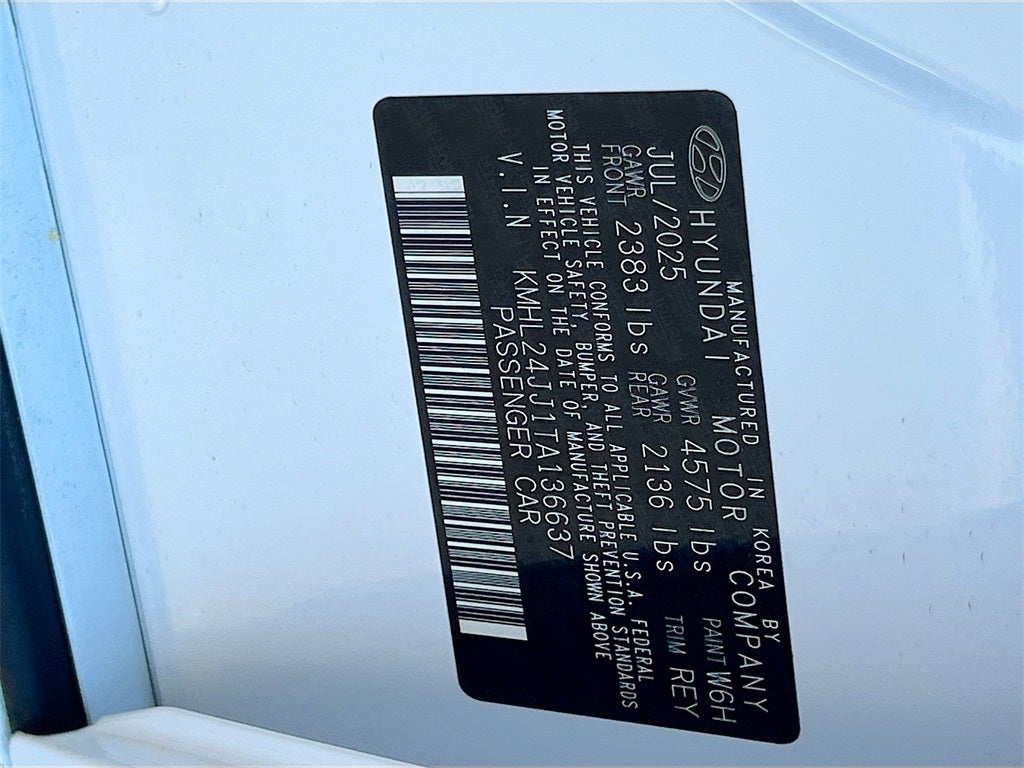 MANUFACTURED IN KOREA BY
HYUNDAI MOTOR COMPANY
JUL/2025 GVWR 4575 lbs PAINT W6H
GAWR FRONT 2383 lbs GAWR REAR 2136 lbs TRIM REY
THIS VEHICLE CONFORMS TO ALL APPLICABLE U.S.A. FEDERAL
MOTOR VEHICLE SAFETY, BUMPER, AND THEFT PREVENTION STANDARDS
IN EFFECT ON THE DATE OF MANUFACTURE SHOWN ABOVE
V.I.N KMHL24JJ1TA136637
PASSENGER CAR